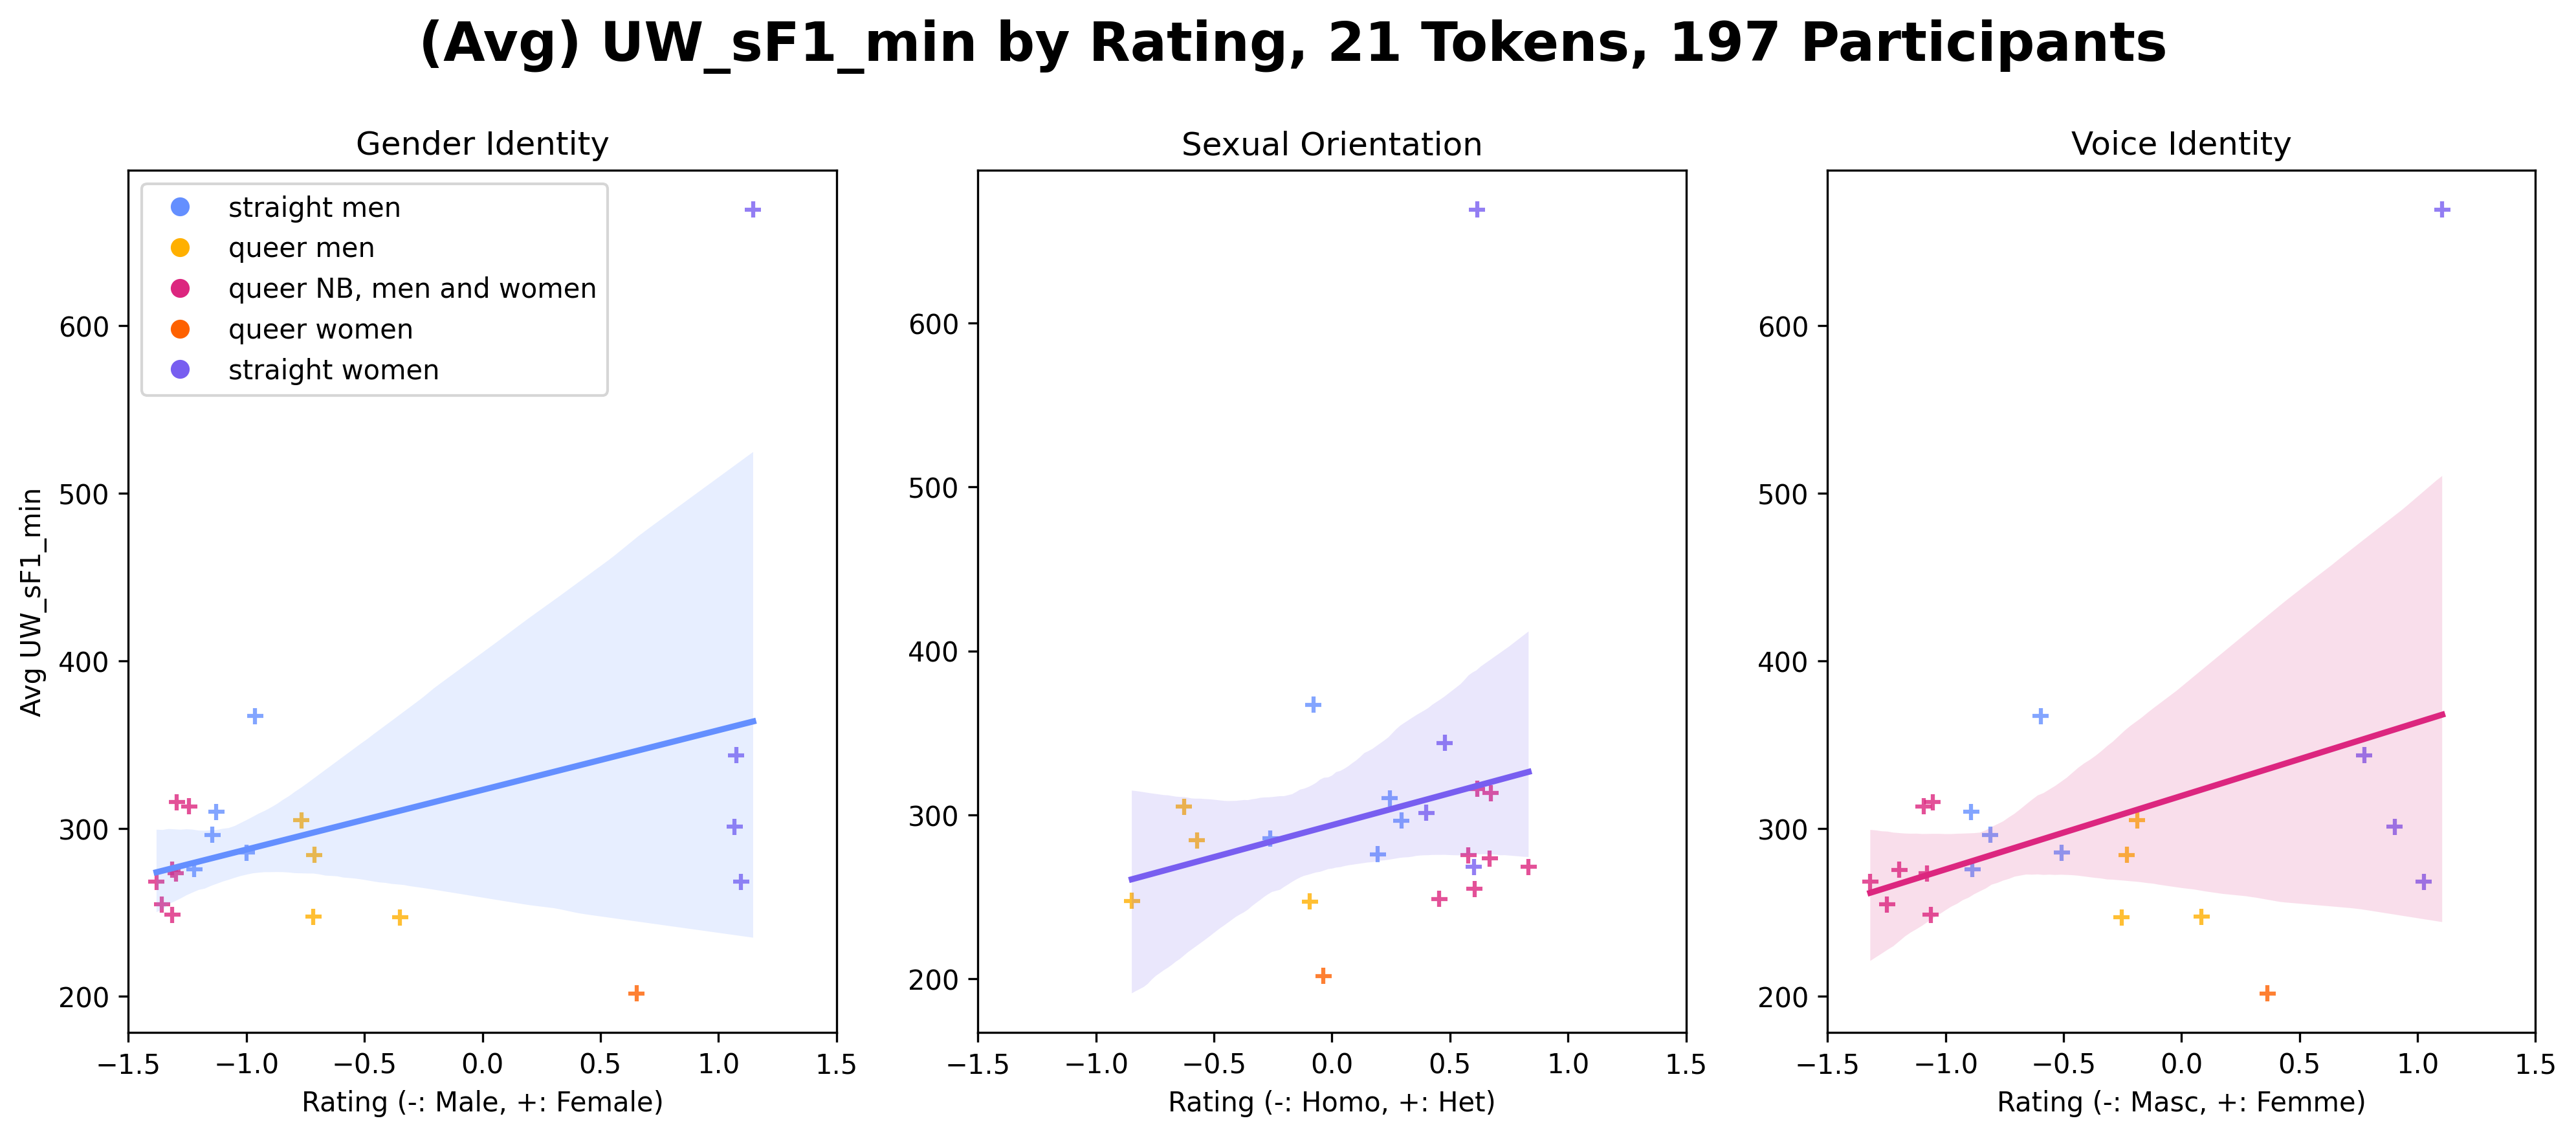 (Avg) UW_sF1_min by Rating, 21 Tokens, 197 Participants
Gender Identity
straight men
queer men
queer NB, men and women
queer women
straight women
Avg UW_sF1_min
600
500
400
300
200
−1.5 −1.0 −0.5 0.0 0.5 1.0 1.5
Rating (-: Male, +: Female)
Sexual Orientation
600
500
400
300
200
−1.5 −1.0 −0.5 0.0 0.5 1.0 1.5
Rating (-: Homo, +: Het)
Voice Identity
600
500
400
300
200
−1.5 −1.0 −0.5 0.0 0.5 1.0 1.5
Rating (-: Masc, +: Femme)